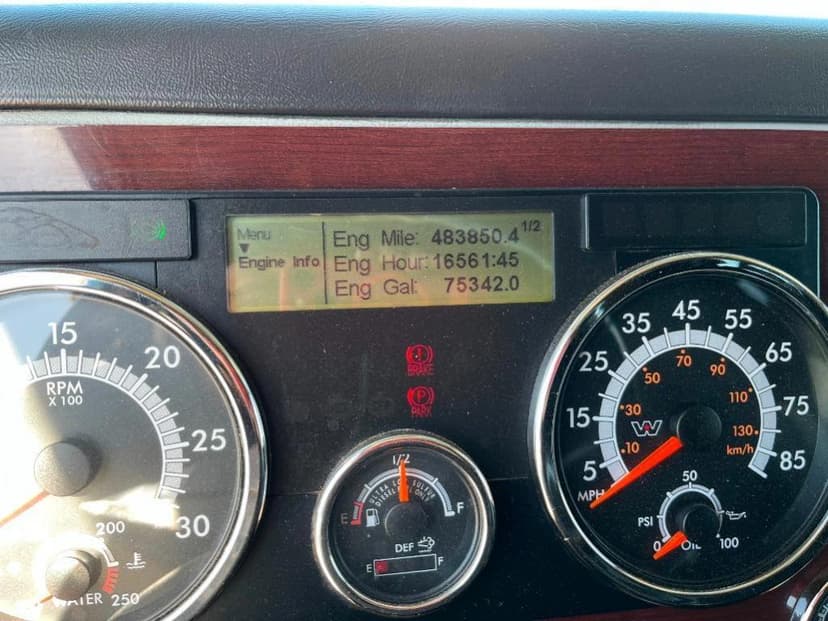 Menu
Engine Info
1/2
Eng Mile: 483850.4
Eng Hour: 16561:45
Eng Gal: 75342.0
BRAKE
P
PARK
15
20
25
30
RPM
X 100
200
250
WATER
1/2
E
F
ULTRA LOW SULFUR
DIESEL FUEL ONLY
DEF
E
F
5
15
25
35
45
55
65
75
85
MPH
10
30
50
70
90
110
130
km/h
W
PSI
0
50
100
OIL